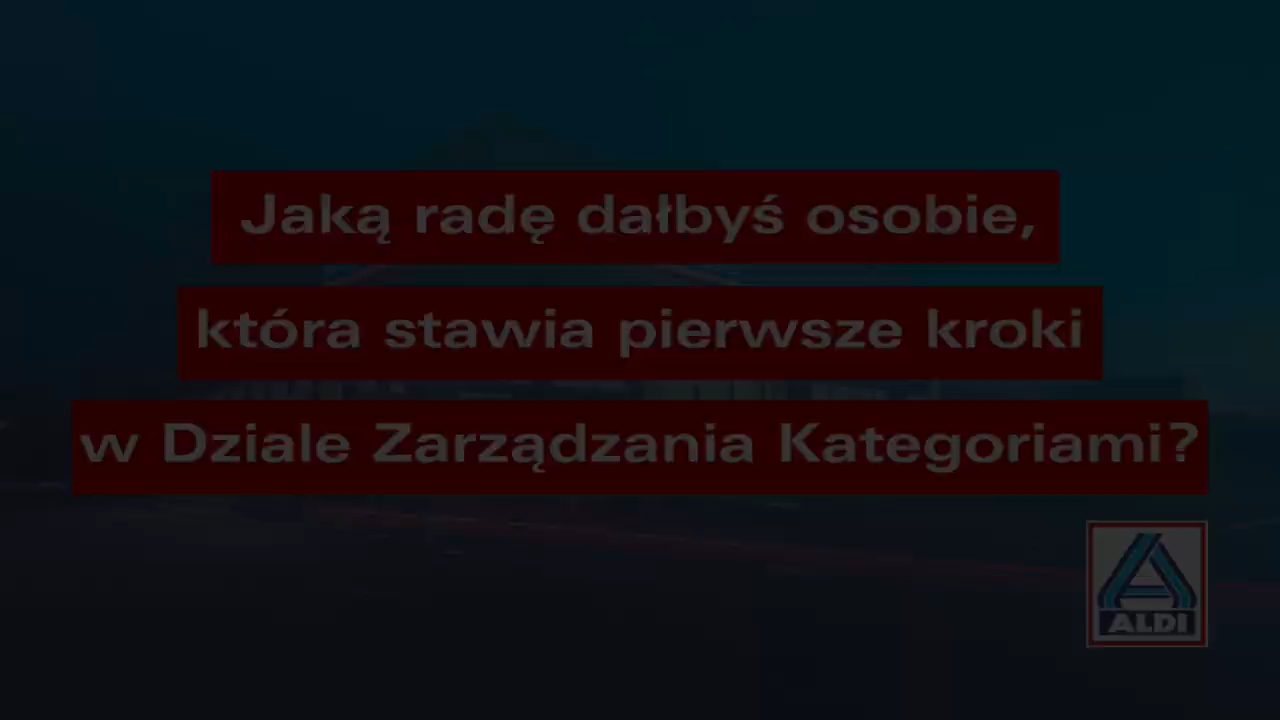 Jaką radę dałbyś osobie,
która stawia pierwsze kroki
w Dziale Zarządzania Kategoriami?
ALDI